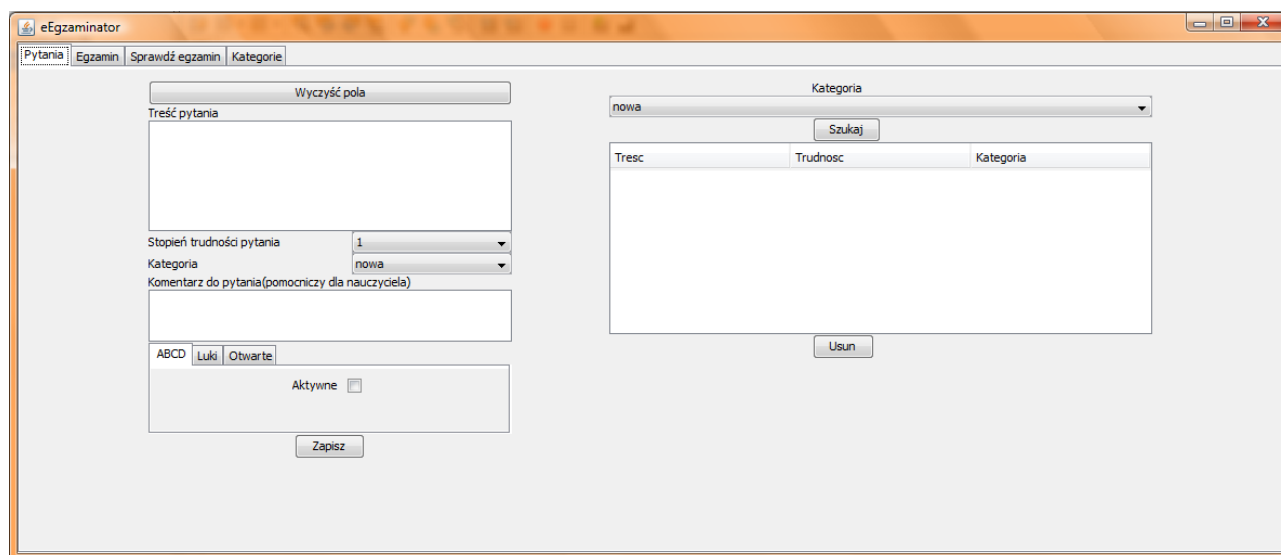 eEgzaminator
Pytania Egzamin Sprawdź egzamin Kategorie
Wyczyść pola
Treść pytania
Stopień trudności pytania 1
Kategoria nowa
Komentarz do pytania(pomocniczy dla nauczyciela)
ABCD Luki Otwarte
Aktywne
Zapisz
Kategoria
nowa
Szukaj
Tresc Trudnosc Kategoria
Usun